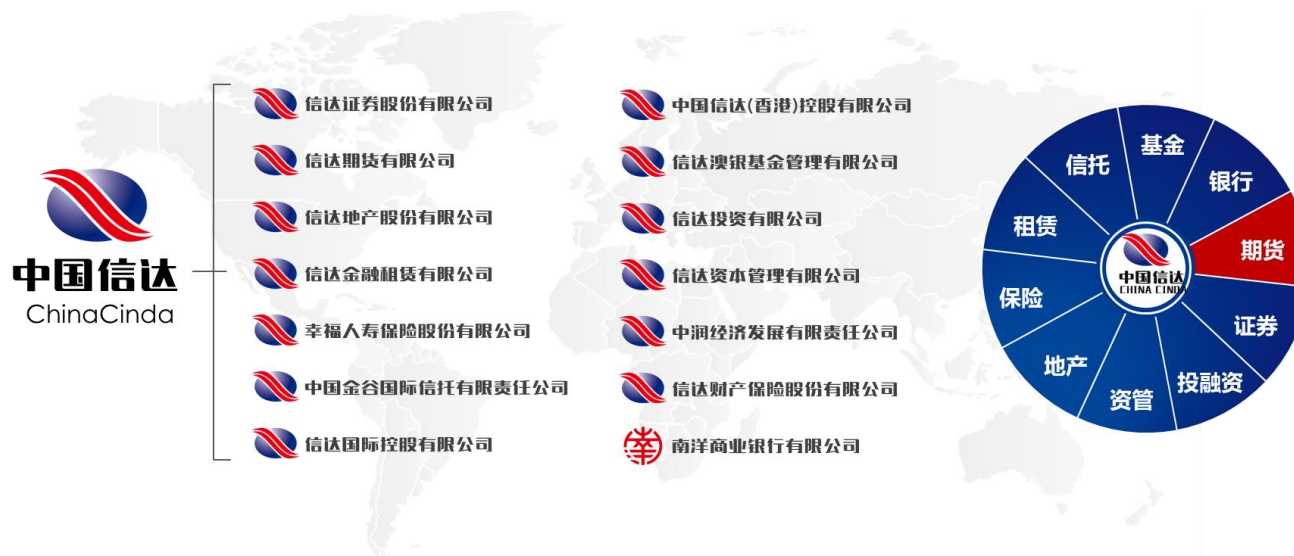 中国信达
ChinaCinda
信达证券股份有限公司
信达期货有限公司
信达地产股份有限公司
信达金融租赁有限公司
幸福人寿保险股份有限公司
中国金谷国际信托有限责任公司
信达国际控股有限公司
中国信达(香港)控股有限公司
信达澳银基金管理有限公司
信达投资有限公司
信达资本管理有限公司
中润经济发展有限责任公司
信达财产保险股份有限公司
南洋商业银行有限公司
基金
银行
期货
证券
投融资
资管
地产
保险
租赁
信托
中国信达
CHINA CINDA